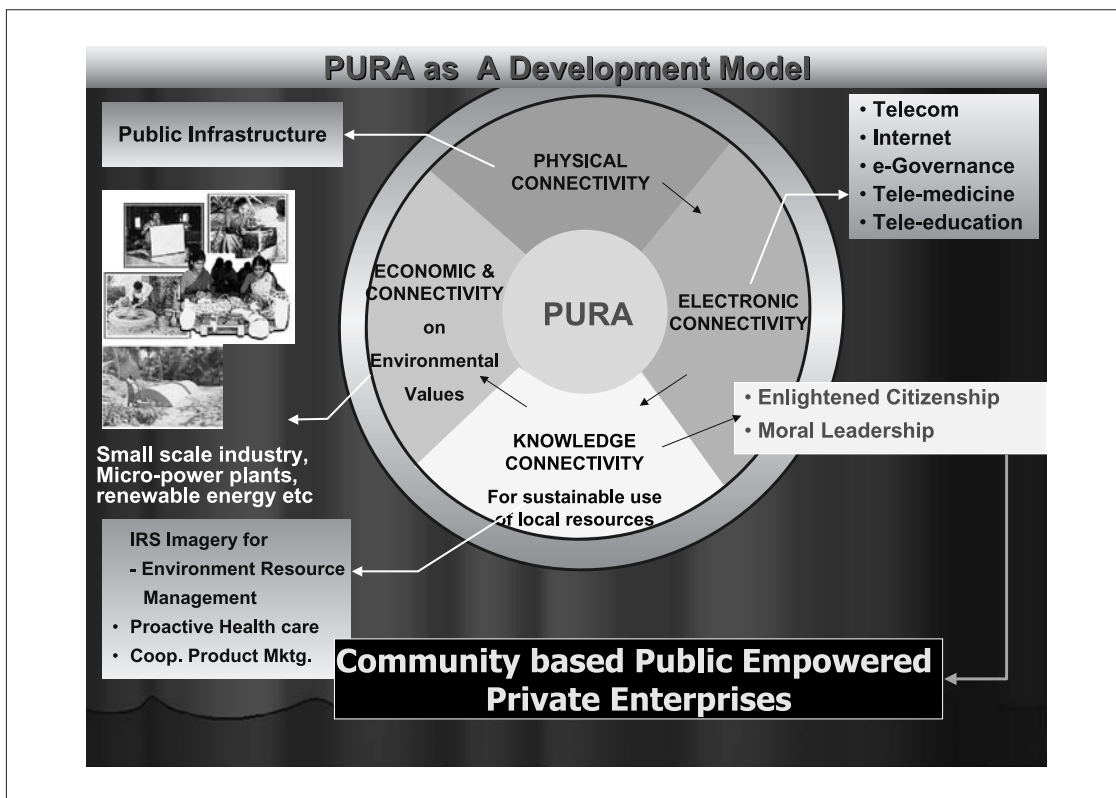 PURA as A Development Model
Public Infrastructure
PHYSICAL
CONNECTIVITY
• Telecom
• Internet
• e-Governance
• Tele-medicine
• Tele-education
ECONOMIC &
CONNECTIVITY
on
Environmental
Values
PURA
ELECTRONIC
CONNECTIVITY
• Enlightened Citizenship
• Moral Leadership
KNOWLEDGE
CONNECTIVITY
For sustainable use
of local resources
Small scale industry,
Micro-power plants,
renewable energy etc
IRS Imagery for
- Environment Resource
Management
• Proactive Health care
• Coop. Product Mktg.
Community based Public Empowered
Private Enterprises